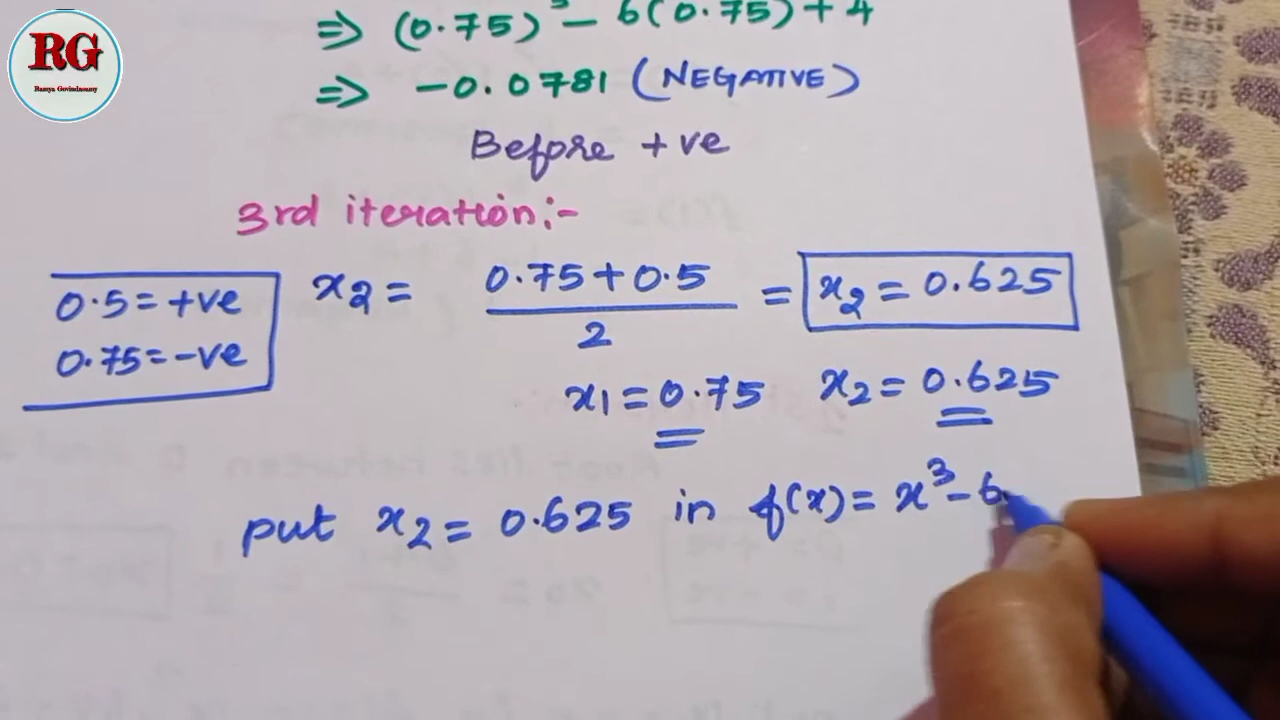 RG
Ramya Govindasamy
=> (0.75)³ - 6(0.75) + 4
=> -0.0781 (NEGATIVE)
Before +ve
3rd iteration:-
0.5 = +ve
0.75 = -ve
x₂ = 0.75 + 0.5 / 2 = x₂ = 0.625
x₁ = 0.75 x₂ = 0.625
put x₂ = 0.625 in f(x) = x³ - 6